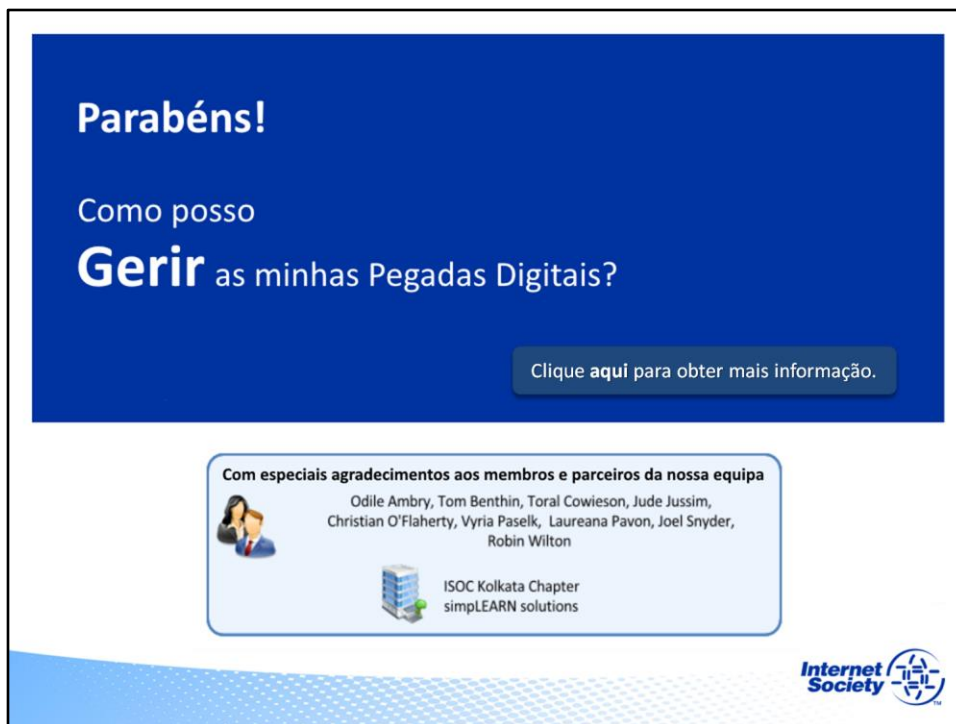 Parabéns!
Como posso
Gerir as minhas Pegadas Digitais?
Clique aqui para obter mais informação.
Com especiais agradecimentos aos membros e parceiros da nossa equipa
Odile Ambry, Tom Benthin, Toral Cowieson, Jude Jussim,
Christian O'Flaherty, Vyria Paselk, Laureana Pavon, Joel Snyder,
Robin Wilton
ISOC Kolkata Chapter
simpLEARN solutions
Internet
Society
TM